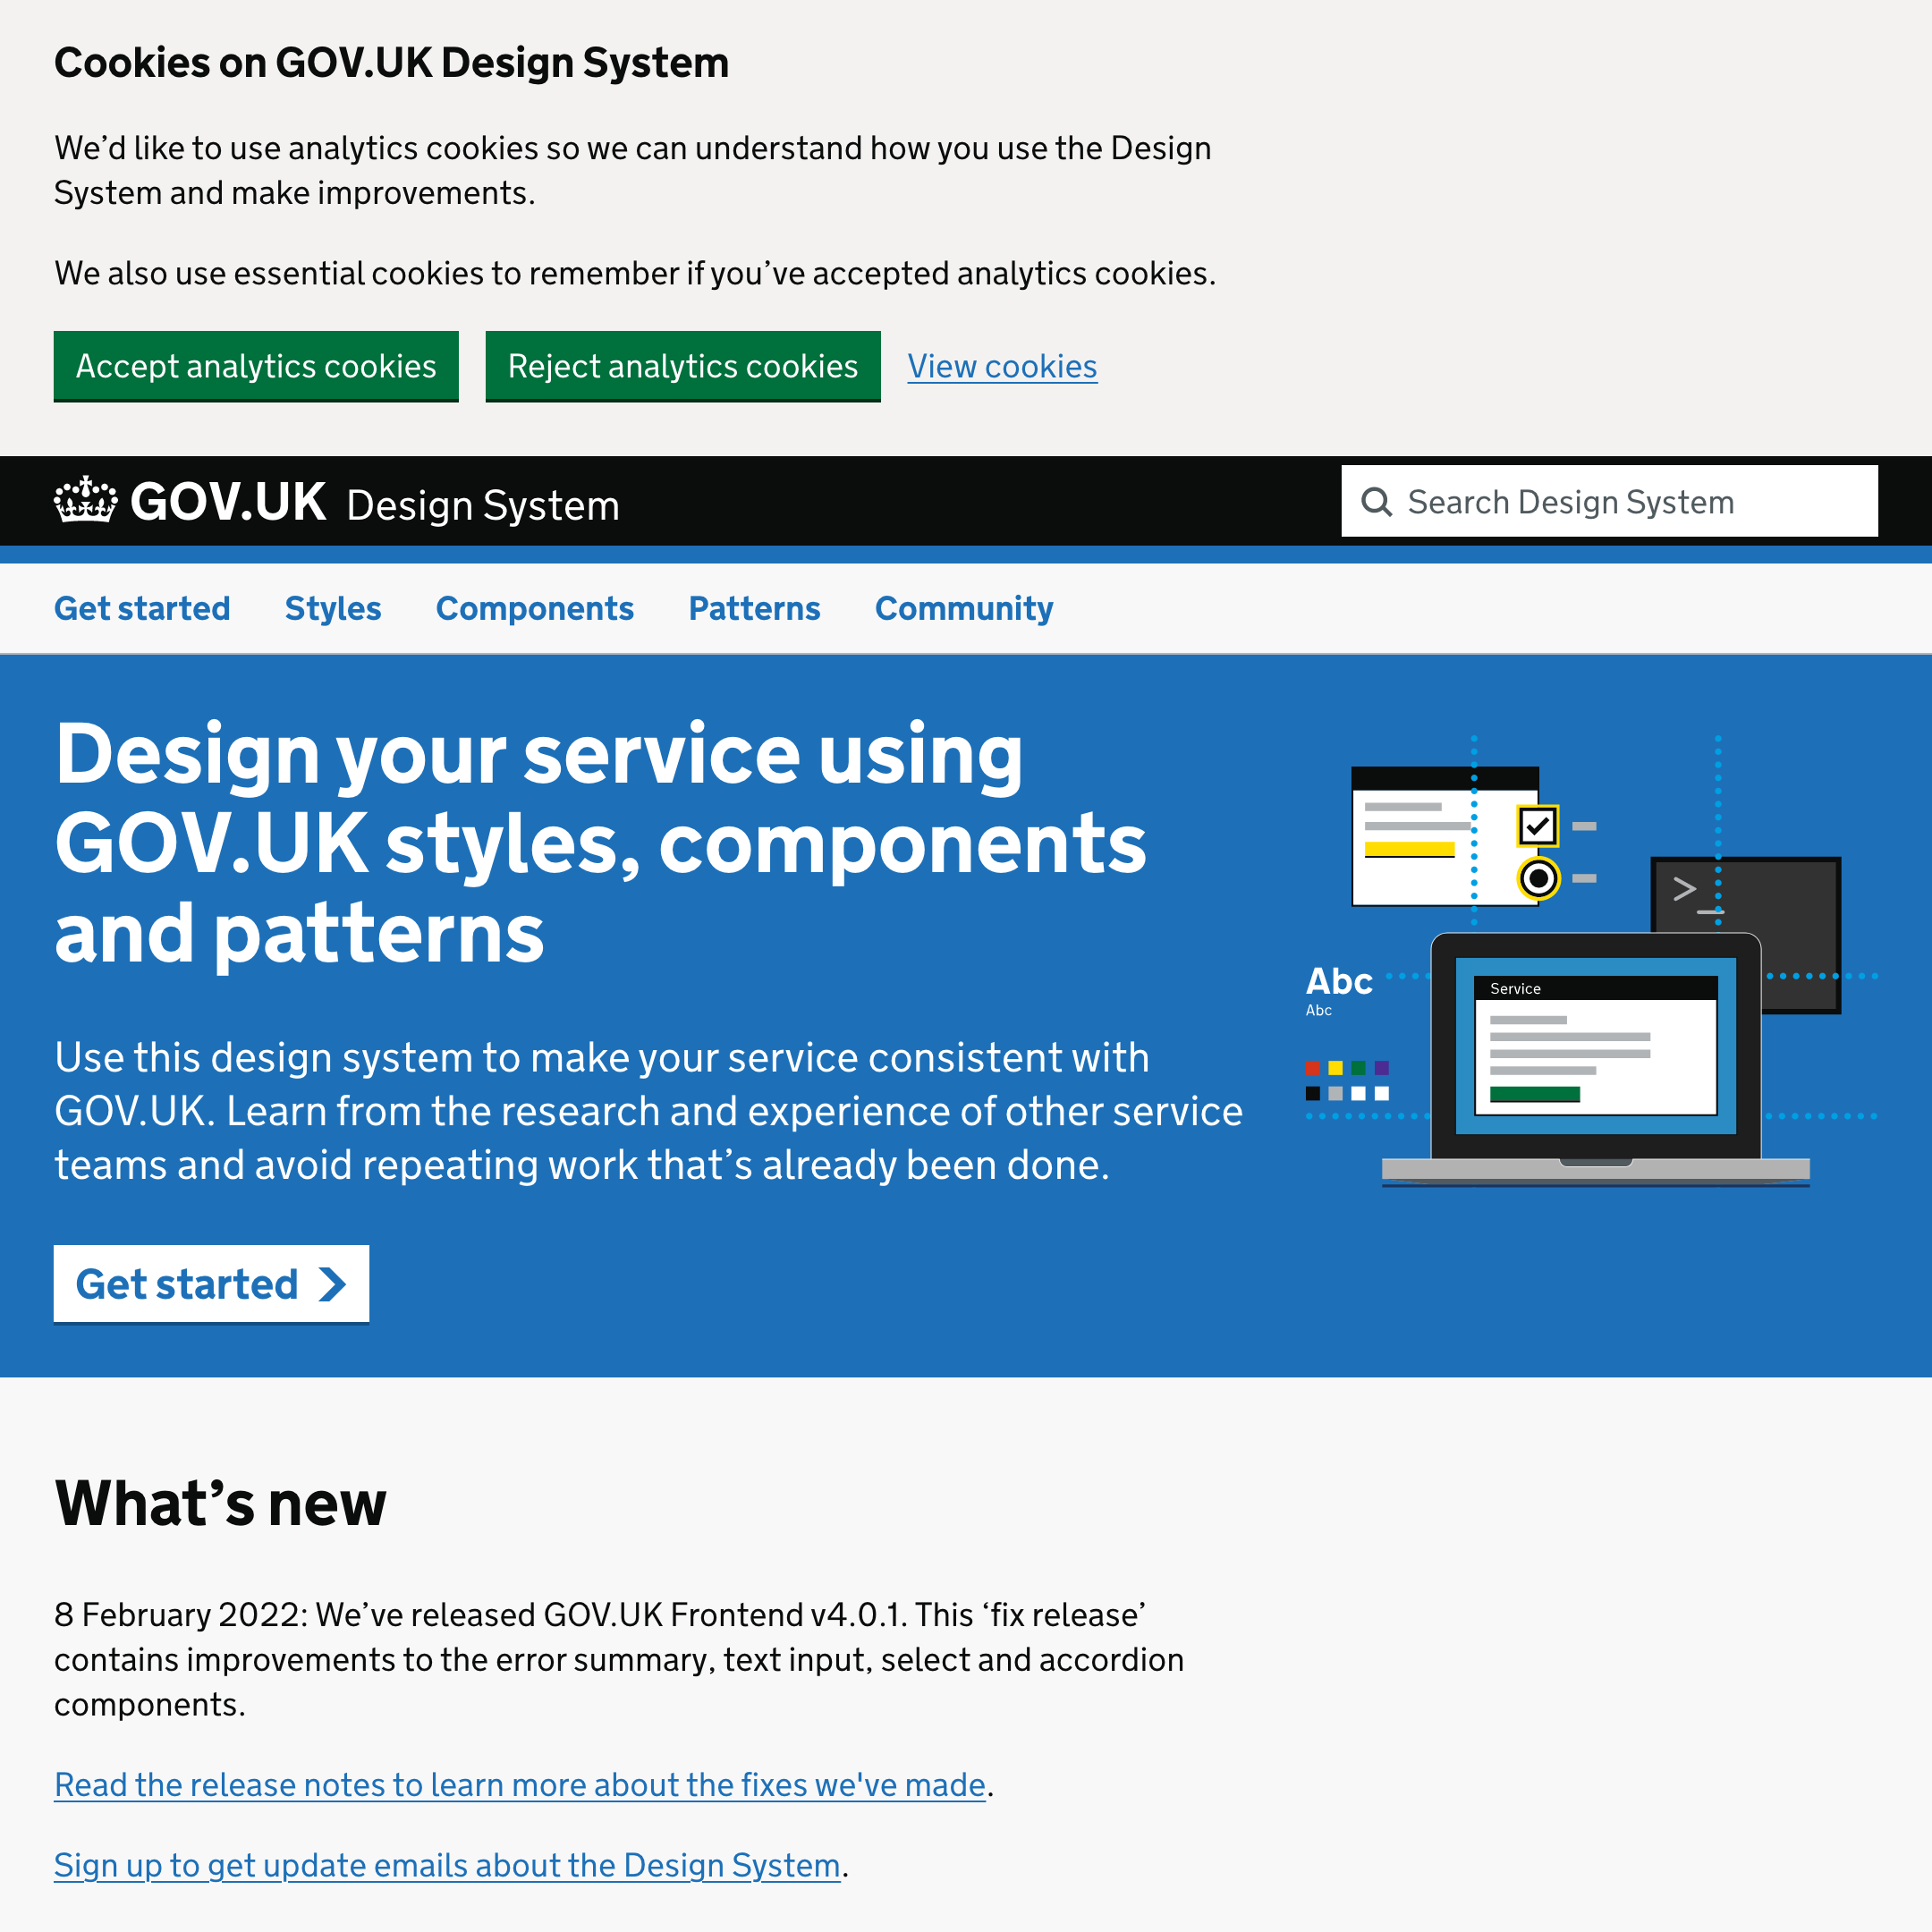 Cookies on GOV.UK Design System
We’d like to use analytics cookies so we can understand how you use the Design
System and make improvements.
We also use essential cookies to remember if you’ve accepted analytics cookies.
Accept analytics cookies Reject analytics cookies View cookies
GOV.UK Design System Search Design System
Get started Styles Components Patterns Community
Design your service using
GOV.UK styles, components
and patterns
Use this design system to make your service consistent with
GOV.UK. Learn from the research and experience of other service
teams and avoid repeating work that’s already been done.
Get started
>_
Abc
Abc
Service
What’s new
8 February 2022: We’ve released GOV.UK Frontend v4.0.1. This ‘fix release’
contains improvements to the error summary, text input, select and accordion
components.
Read the release notes to learn more about the fixes we've made.
Sign up to get update emails about the Design System.